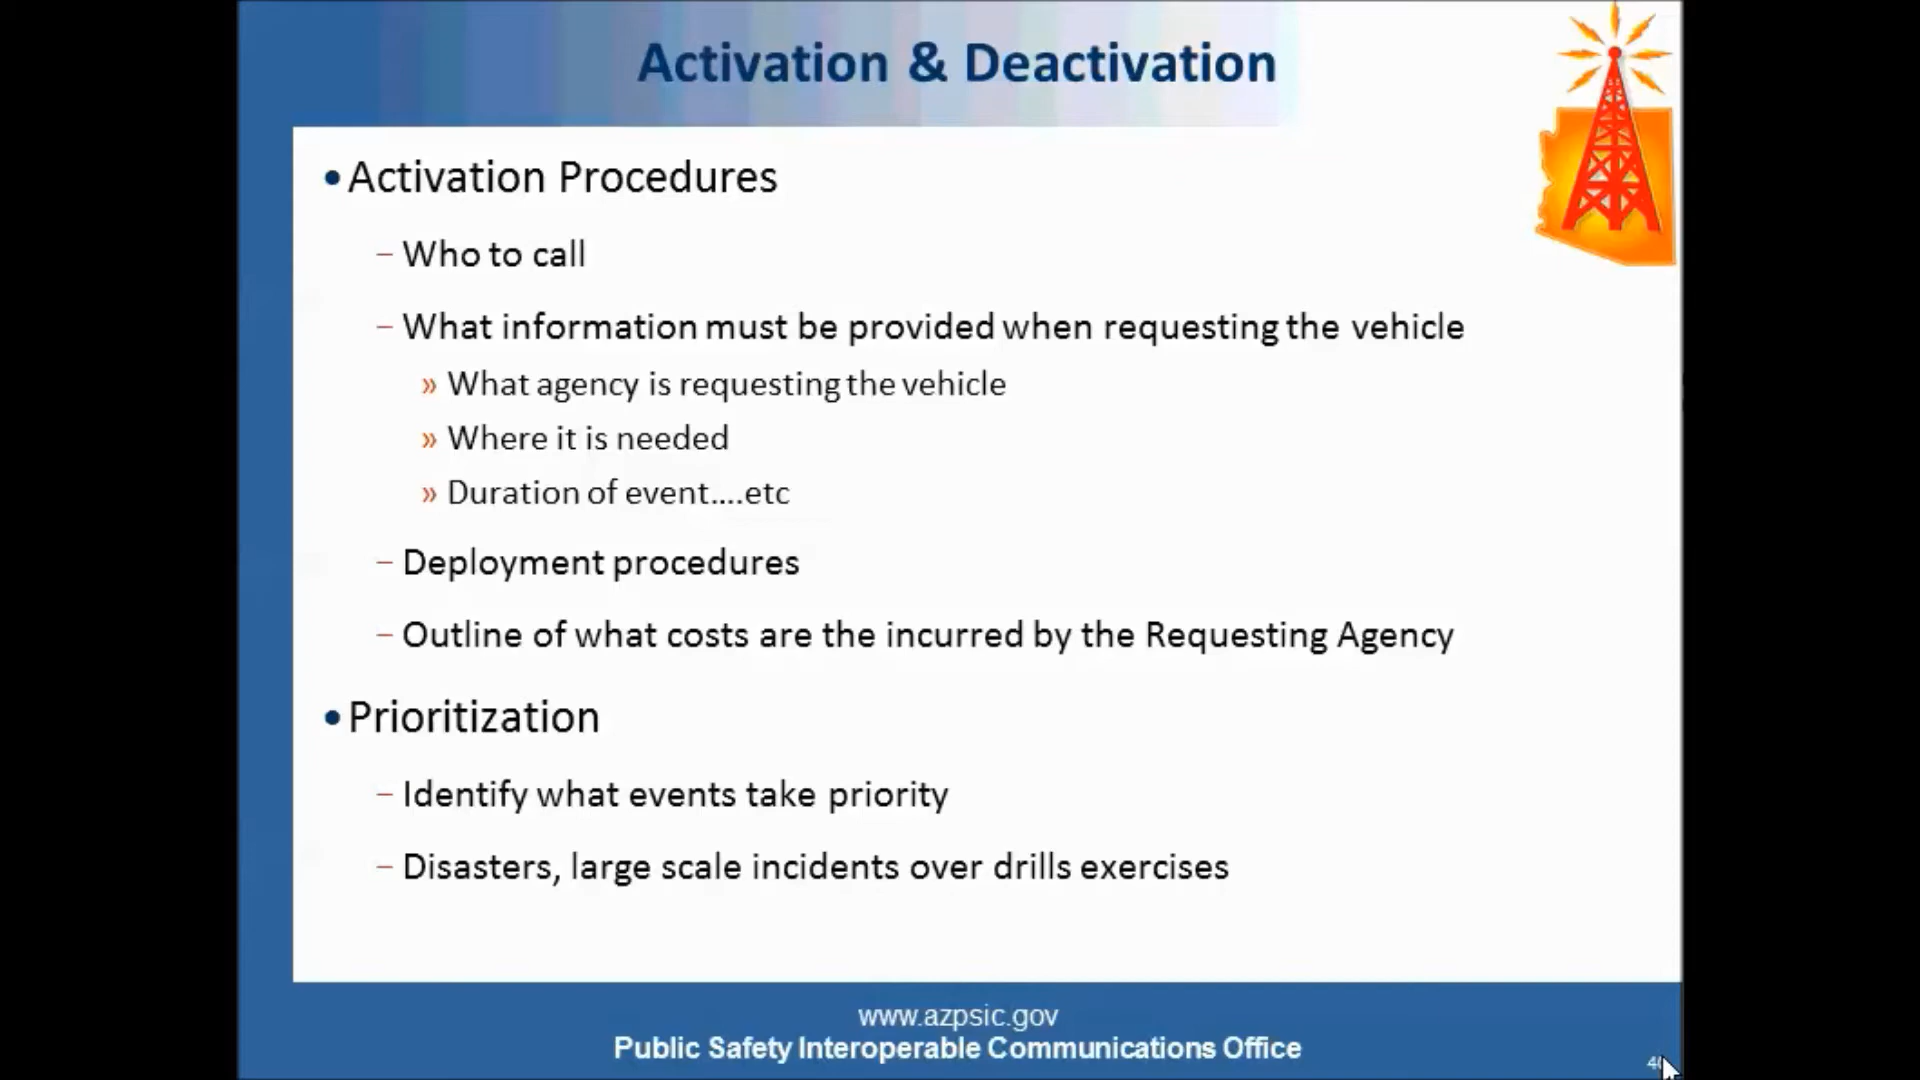 Activation & Deactivation
•Activation Procedures
– Who to call
– What information must be provided when requesting the vehicle
» What agency is requesting the vehicle
» Where it is needed
» Duration of event....etc
– Deployment procedures
– Outline of what costs are the incurred by the Requesting Agency
•Prioritization
– Identify what events take priority
– Disasters, large scale incidents over drills exercises
www.azpsic.gov
Public Safety Interoperable Communications Office